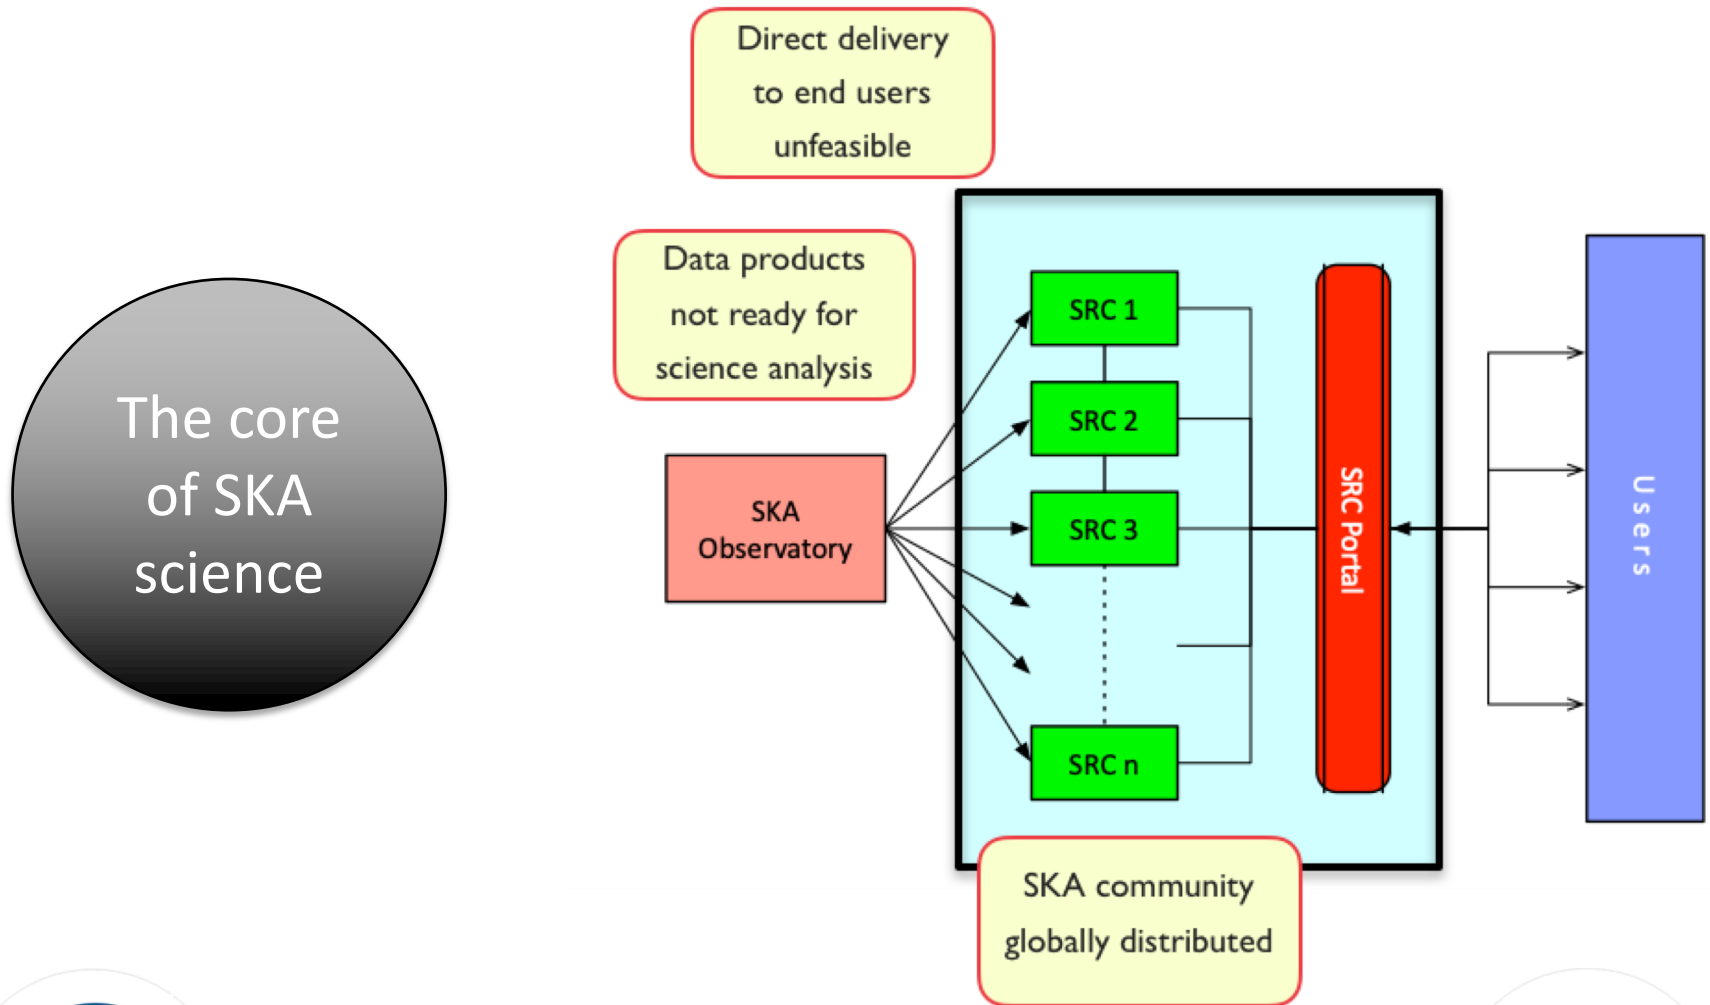 Direct delivery
to end users
unfeasible
Data products
not ready for
science analysis
The core
of SKA
science
SKA
Observatory
SRC 1
SRC 2
SRC 3
SRC n
SRC Portal
Users
SKA community
globally distributed